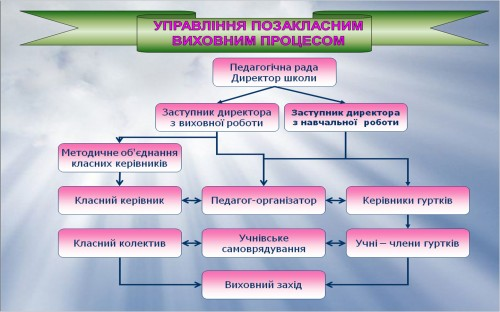 УПРАВЛІННЯ ПОЗАКЛАСНИМ
ВИХОВНИМ ПРОЦЕСОМ
Педагогічна рада
Директор школи
Заступник директора
з виховної роботи
Заступник директора
з навчальної роботи
Методичне об'єднання
класних керівників
Класний керівник
Педагог-організатор
Керівники гуртків
Класний колектив
Учнівське
самоврядування
Учні – члени гуртків
Виховний захід